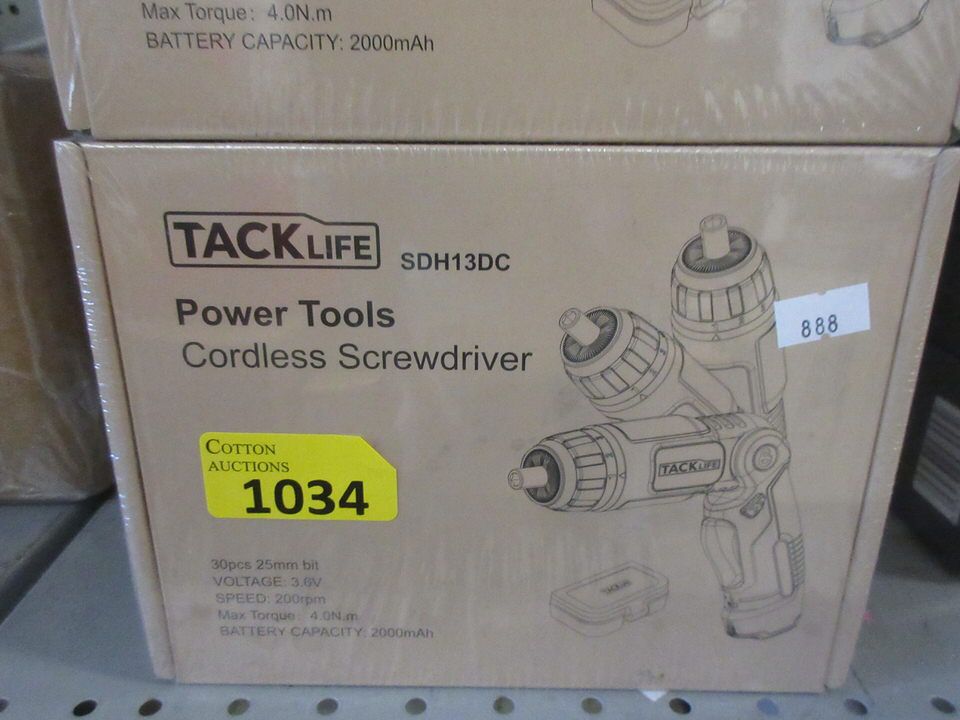 Max Torque: 4.0N.m
BATTERY CAPACITY: 2000mAh
TACKLIFE SDH13DC
Power Tools
Cordless Screwdriver
888
TACKLIFE
COTTON
AUCTIONS
1034
30pcs 25mm bit
VOLTAGE: 3.6V
SPEED: 200rpm
Max Torque: 4.0N.m
BATTERY CAPACITY: 2000mAh
TACKLIFE